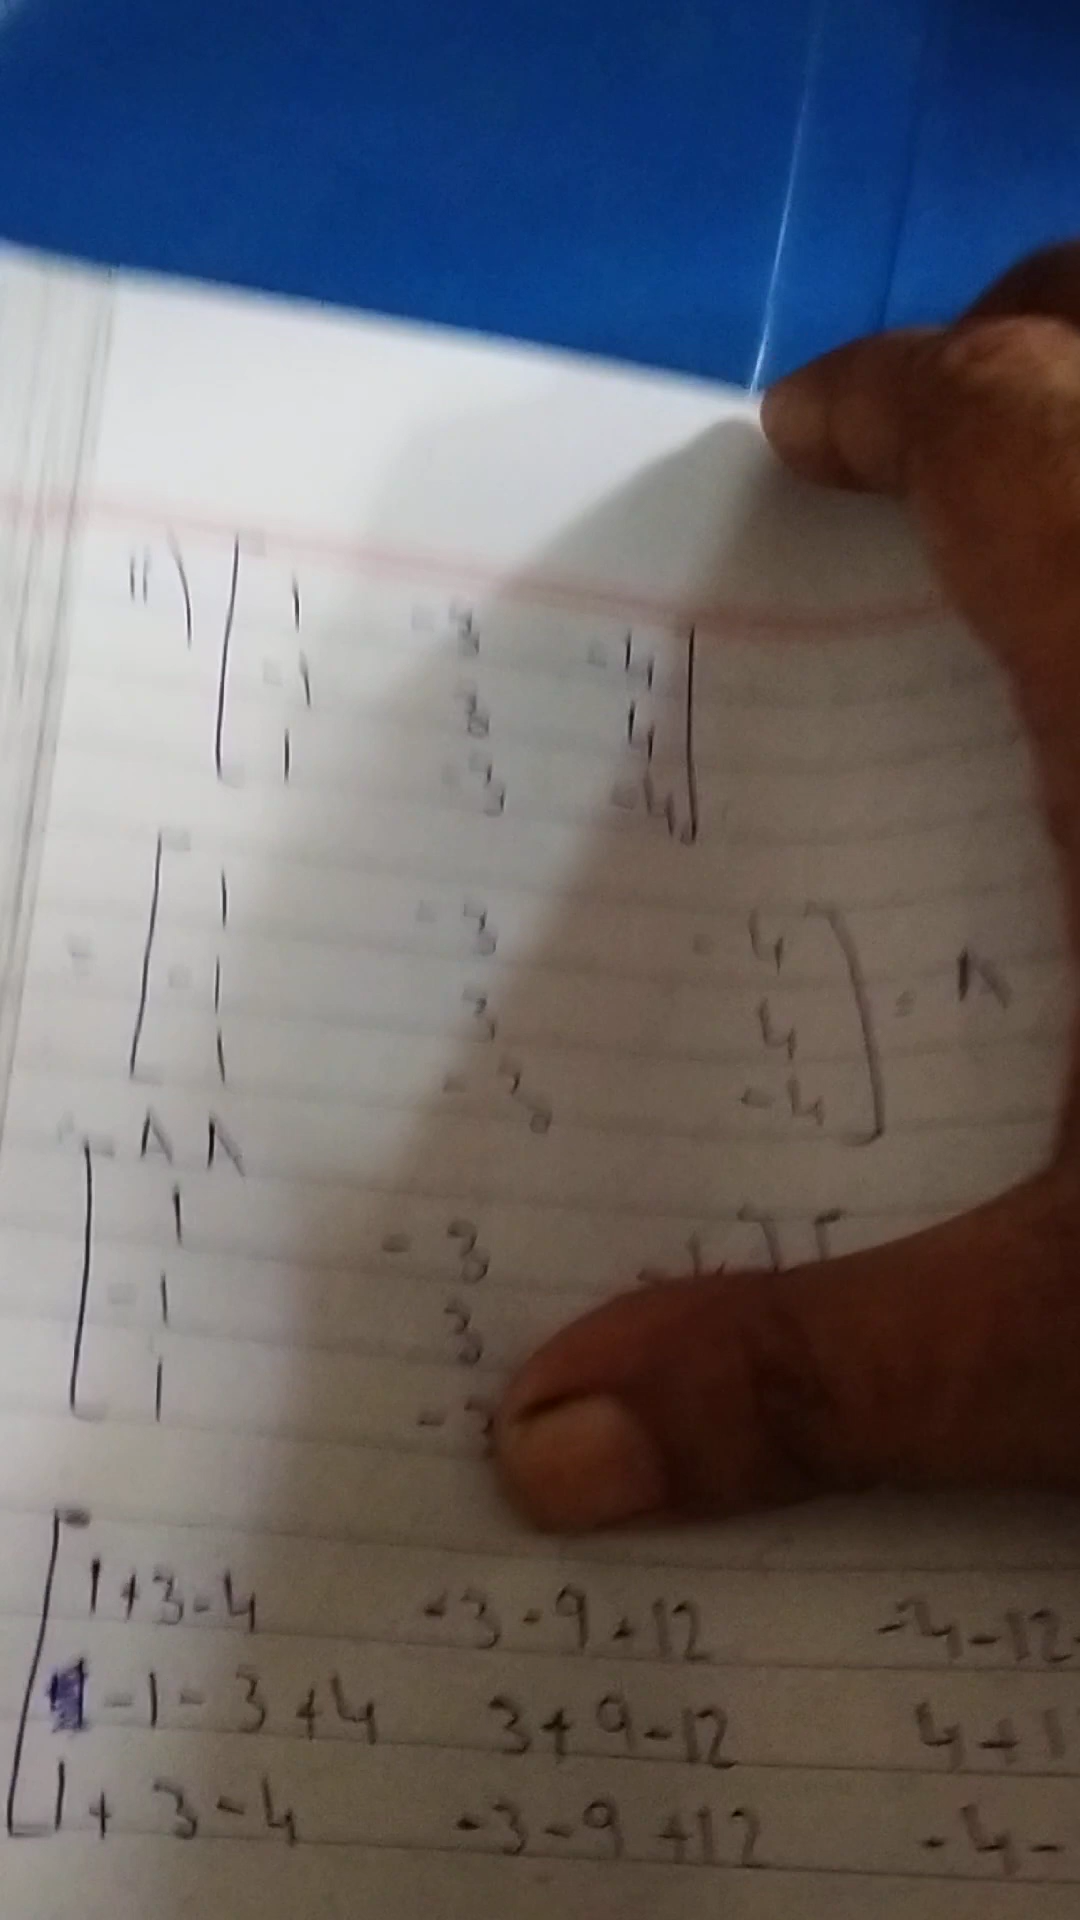 11) [ 1 -3 -4
-1 3 4
1 -3 -4 ]
= [ 1 -3 -4
-1 3 4
1 -3 -4 ] = A
A A
[ 1 -3 -4 ] [
-1 3
1 -3
[ 1+3-4 -3-9+12 -4-12
-1-3+4 3+9-12 4+1
1+3-4 -3-9+12 -4-